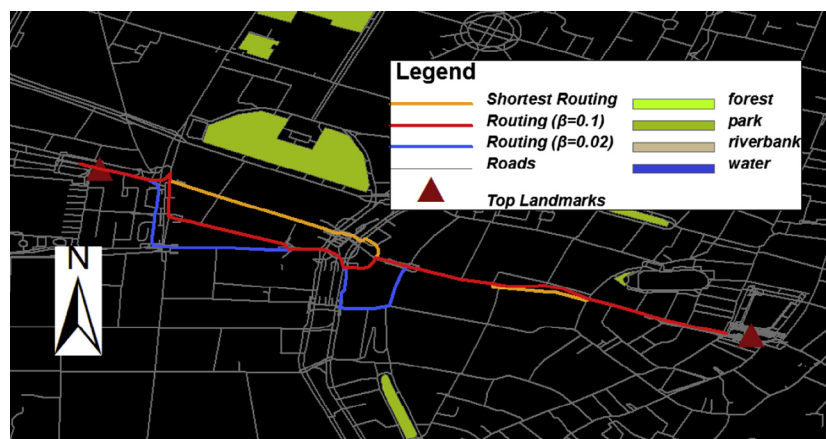 Legend
Shortest Routing
forest
Routing (β=0.1)
park
Routing (β=0.02)
riverbank
Roads
water
Top Landmarks
N